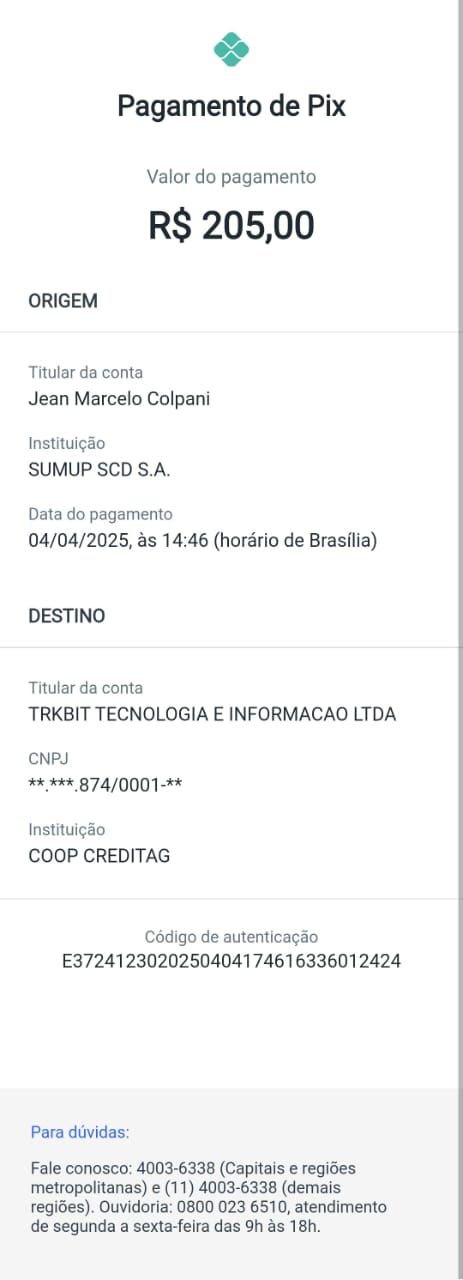 Pagamento de Pix
Valor do pagamento
R$ 205,00
ORIGEM
Titular da conta
Jean Marcelo Colpani
Instituição
SUMUP SCD S.A.
Data do pagamento
04/04/2025, às 14:46 (horário de Brasília)
DESTINO
Titular da conta
TRKBIT TECNOLOGIA E INFORMACAO LTDA
CNPJ
**.***.874/0001-**
Instituição
COOP CREDITAG
Código de autenticação
E3724123020250404174616336012424
Para dúvidas:
Fale conosco: 4003-6338 (Capitais e regiões
metropolitanas) e (11) 4003-6338 (demais
regiões). Ouvidoria: 0800 023 6510, atendimento
de segunda a sexta-feira das 9h às 18h.